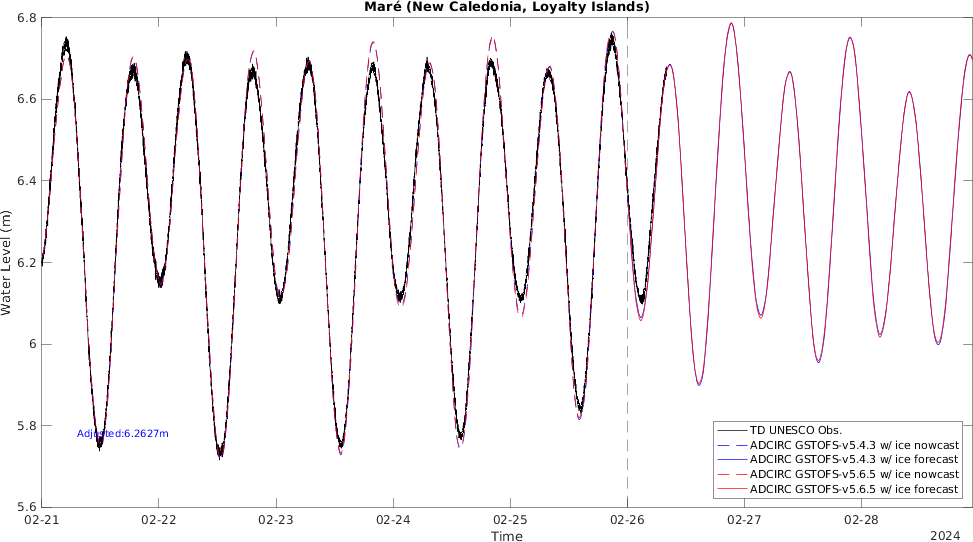 Maré (New Caledonia, Loyalty Islands)
Water Level (m)
6.8
6.6
6.4
6.2
6
5.8
5.6
Adjusted:6.2627m
TD UNESCO Obs.
ADCIRC GSTOFS-v5.4.3 w/ ice nowcast
ADCIRC GSTOFS-v5.4.3 w/ ice forecast
ADCIRC GSTOFS-v5.6.5 w/ ice nowcast
ADCIRC GSTOFS-v5.6.5 w/ ice forecast
02-21 02-22 02-23 02-24 02-25 02-26 02-27 02-28
Time
2024